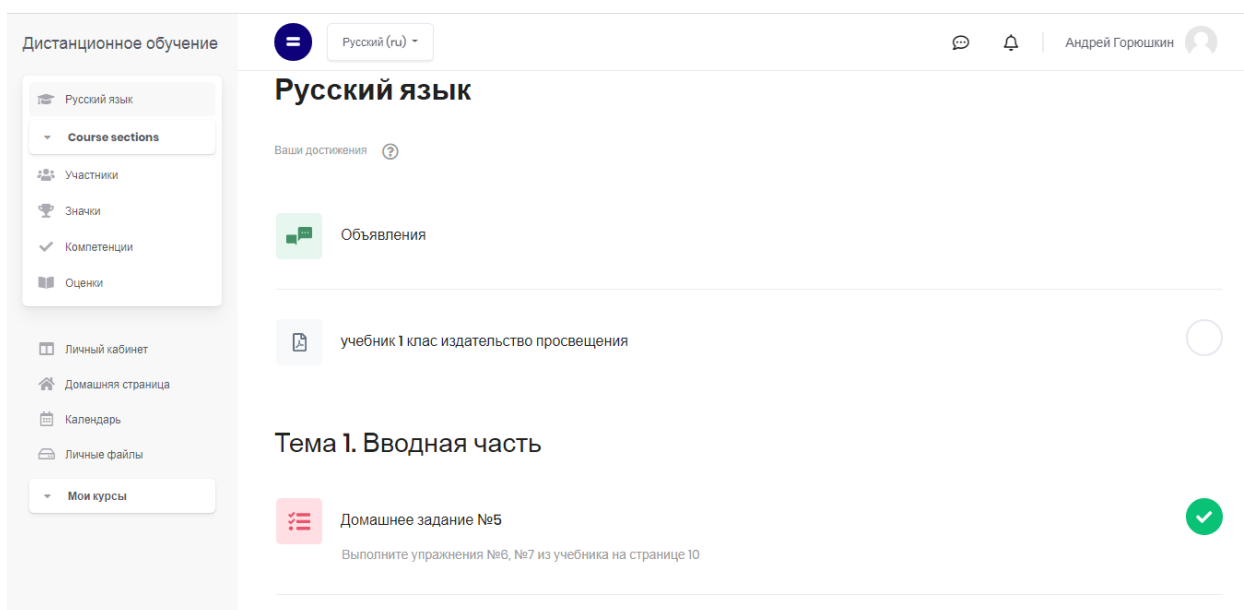 Дистанционное обучение
Русский (ru)
Андрей Горюшкин
Русский язык
Course sections
Участники
Значки
Компетенции
Оценки
Личный кабинет
Домашняя страница
Календарь
Личные файлы
Мои курсы
Русский язык
Ваши достижения
Объявления
учебник 1 клас издательство просвещения
Тема 1. Вводная часть
Домашнее задание №5
Выполните упражнения №6, №7 из учебника на странице 10